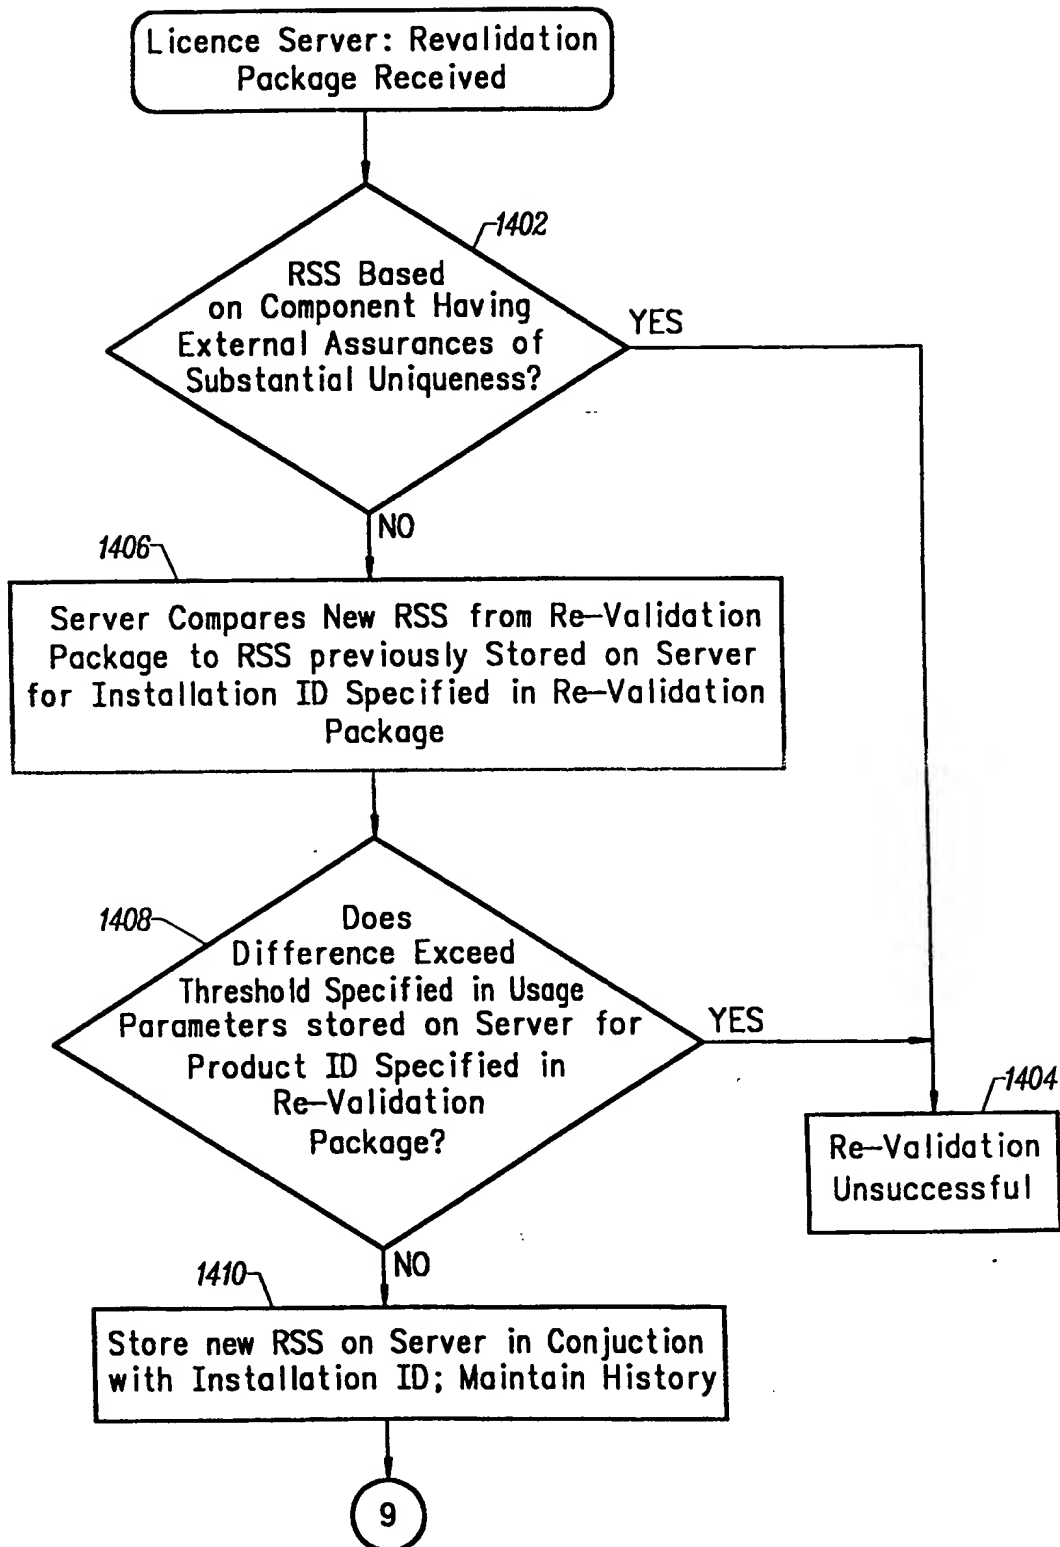 Licence Server: Revalidation
Package Received
1402
RSS Based
on Component Having
External Assurances of
Substantial Uniqueness?
YES
NO
1406
Server Compares New RSS from Re-Validation
Package to RSS previously Stored on Server
for Installation ID Specified in Re-Validation
Package
1408
Does
Difference Exceed
Threshold Specified in Usage
Parameters stored on Server for
Product ID Specified in
Re-Validation
Package?
YES
1404
Re-Validation
Unsuccessful
NO
1410
Store new RSS on Server in Conjuction
with Installation ID; Maintain History
9